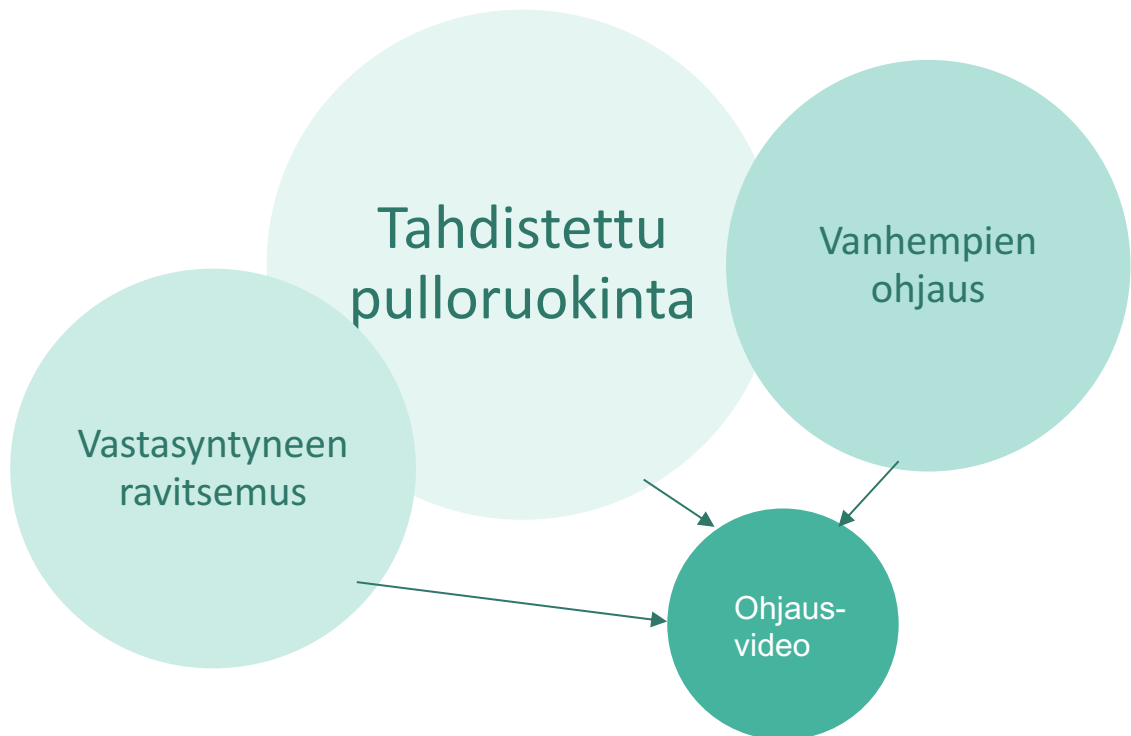 Tahdistettu
pulloruokinta
Vanhempien
ohjaus
Vastasyntyneen
ravitsemus
Ohjaus-
video